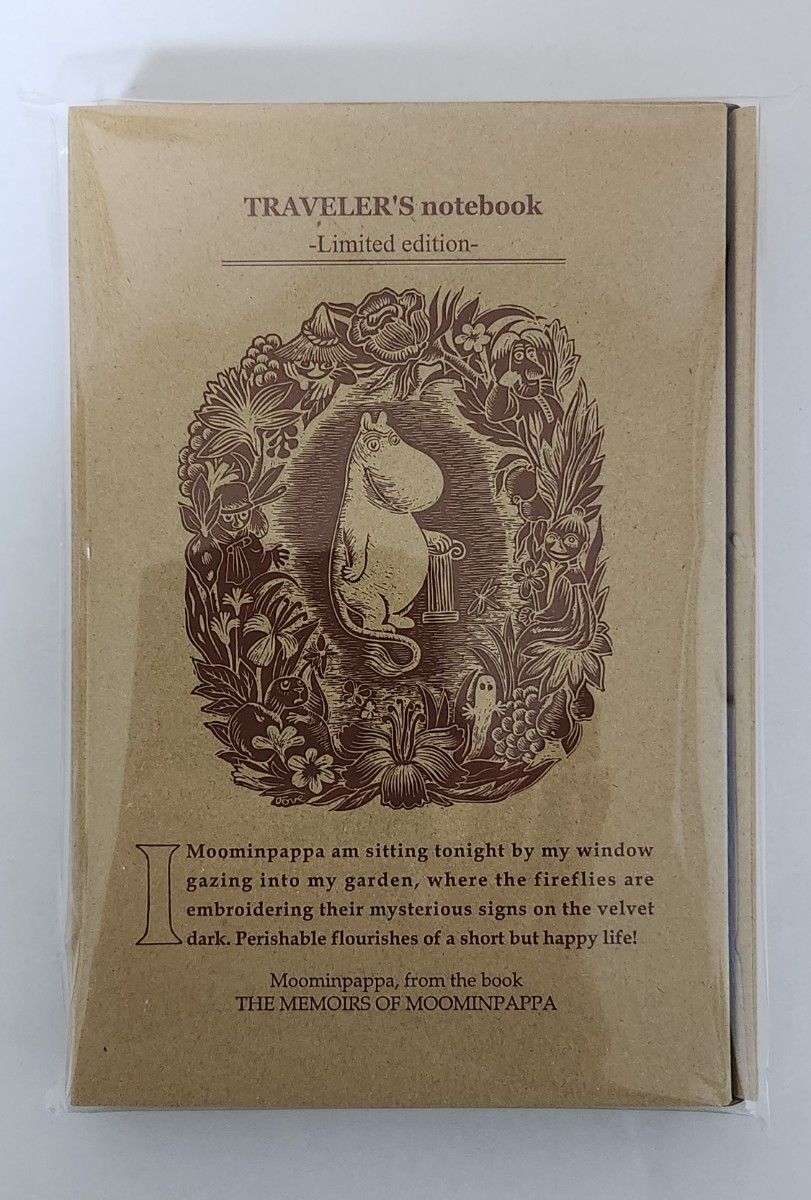 TRAVELER'S notebook
-Limited edition-
Tove
I Moominpappa am sitting tonight by my window
gazing into my garden, where the fireflies are
embroidering their mysterious signs on the velvet
dark. Perishable flourishes of a short but happy life!
Moominpappa, from the book
THE MEMOIRS OF MOOMINPAPPA